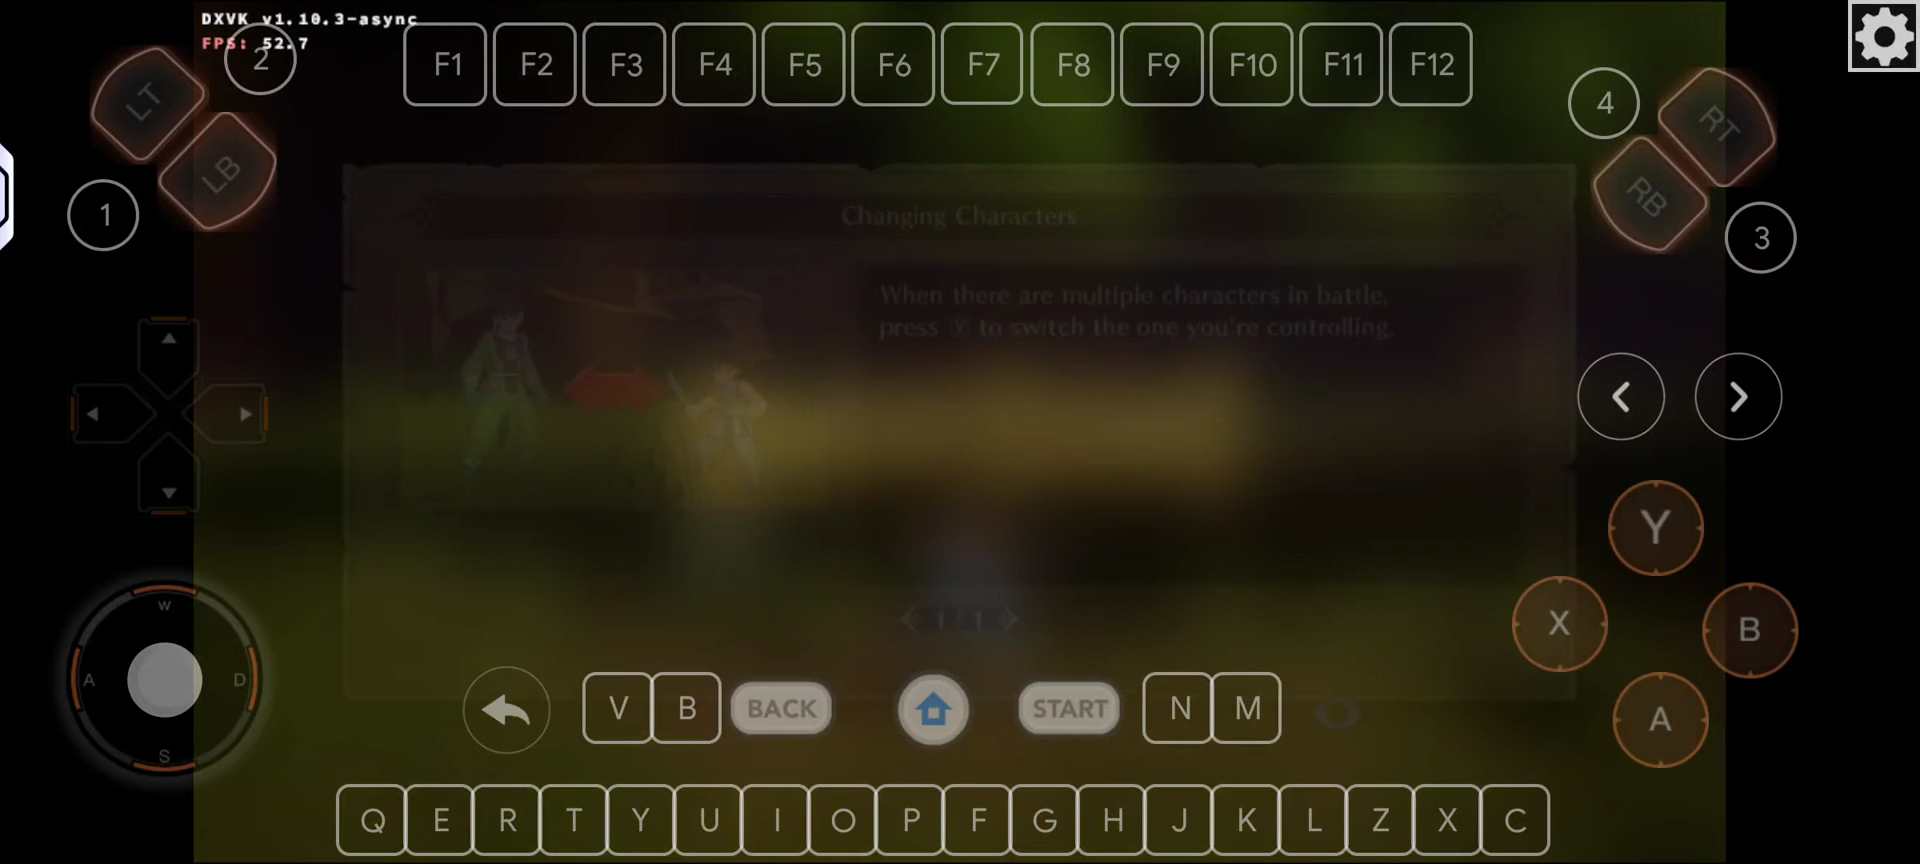 DXVK v1.10.3-async
FPS: 52.7
2
F1 F2 F3 F4 F5 F6 F7 F8 F9 F10 F11 F12
4
LT
RT
LB
RB
1
3
Changing Characters
When there are multiple characters in battle,
press Y to switch the one you're controlling.
Y
X
B
A
W
A
D
S
1 / 1
V B BACK START N M
Q E R T Y U I O P F G H J K L Z X C